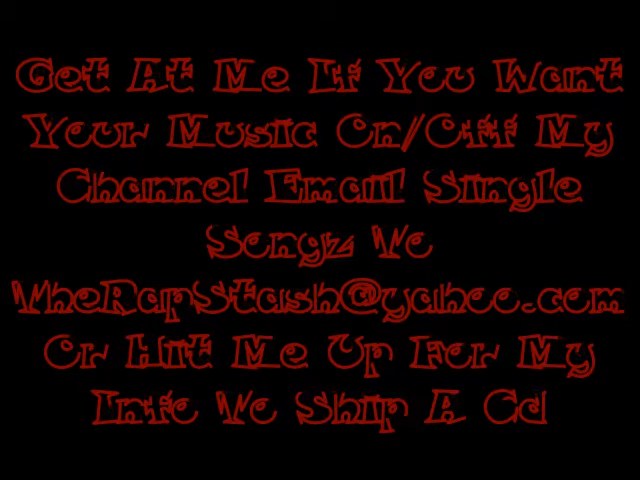 Get At Me If You Want
Your Music On/Off My
Channel Email Single
Songz To
TheRapStash@yahoo.com
Or Hit Me Up For My
Info To Ship A Cd